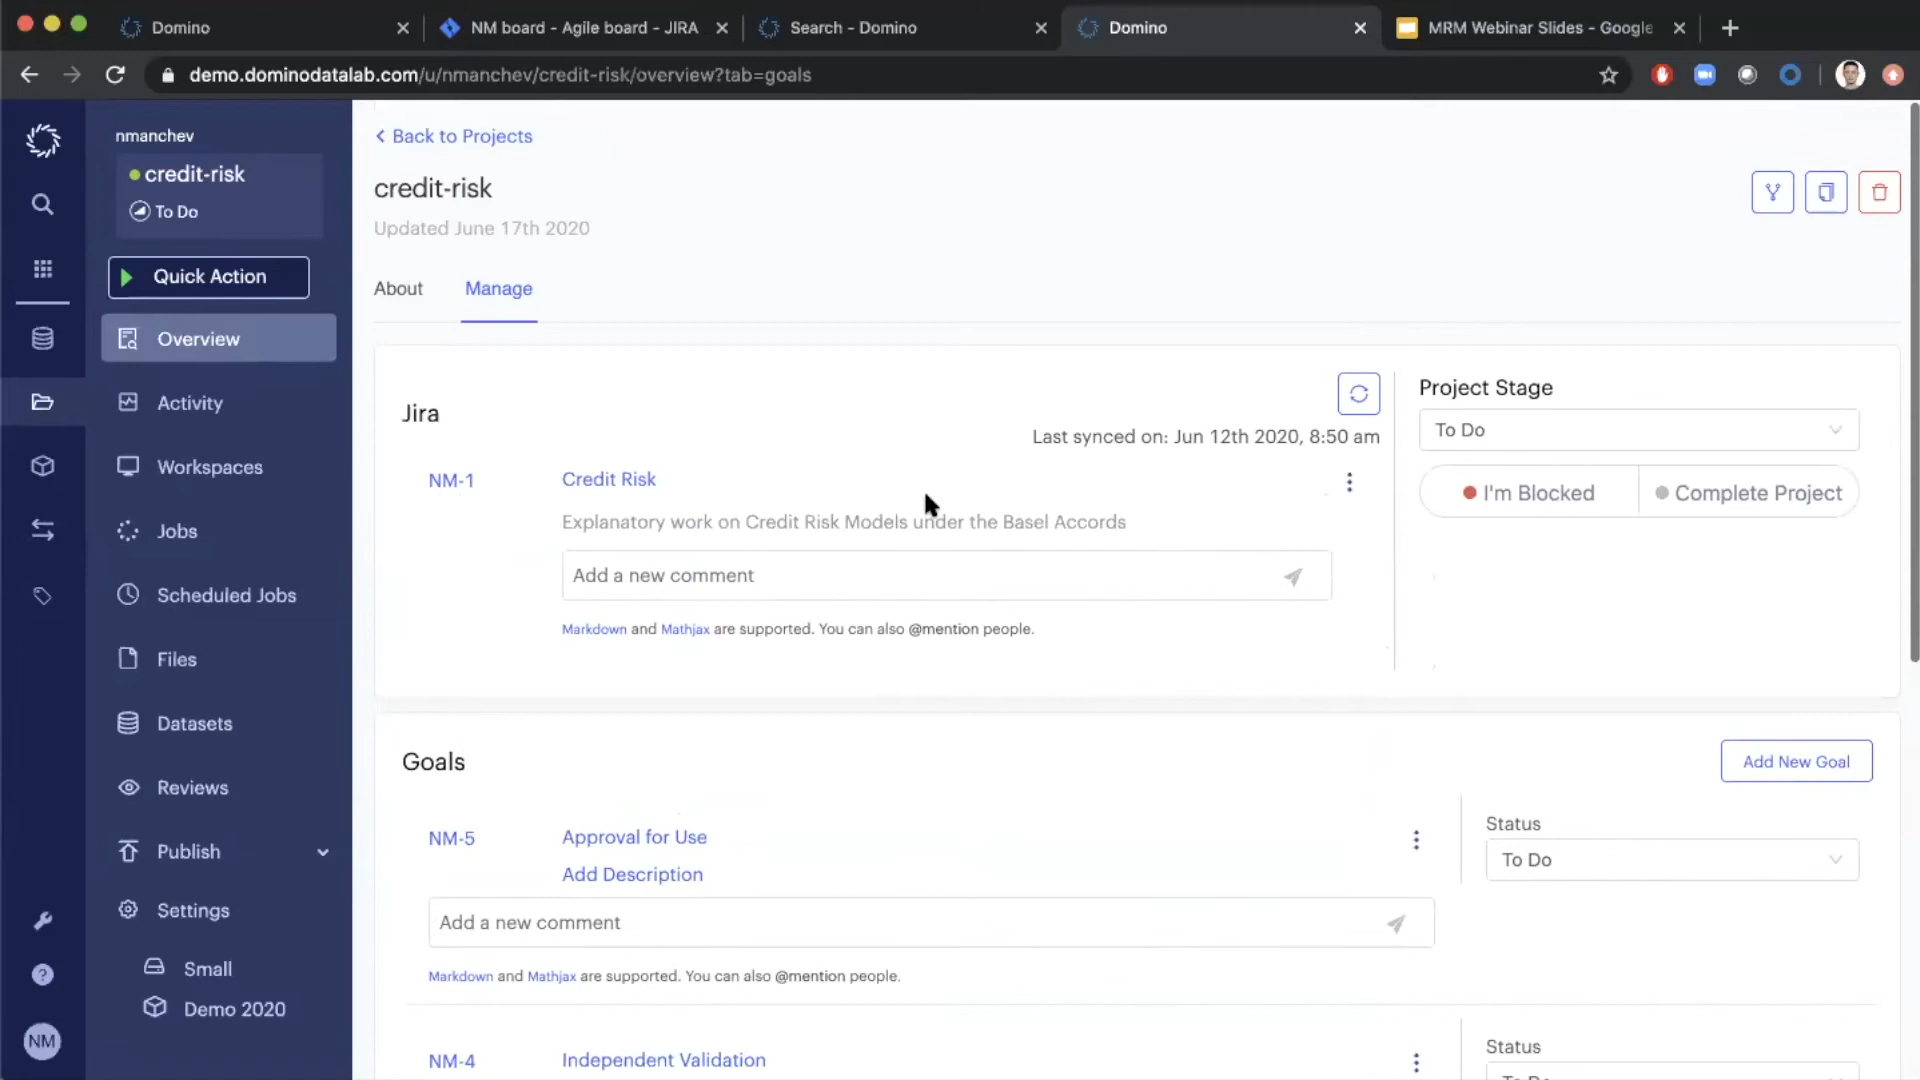 Domino
NM board - Agile board - JIRA
Search - Domino
Domino
MRM Webinar Slides - Google
demo.dominodatalab.com/u/nmanchev/credit-risk/overview?tab=goals
nmanchev
credit-risk
To Do
Quick Action
Overview
Activity
Workspaces
Jobs
Scheduled Jobs
Files
Datasets
Reviews
Publish
Settings
Small
Demo 2020
NM
Back to Projects
credit-risk
Updated June 17th 2020
About
Manage
Jira
Last synced on: Jun 12th 2020, 8:50 am
NM-1
Credit Risk
Explanatory work on Credit Risk Models under the Basel Accords
Add a new comment
Markdown and Mathjax are supported. You can also @mention people.
Project Stage
To Do
I'm Blocked
Complete Project
Goals
Add New Goal
NM-5
Approval for Use
Add Description
Add a new comment
Markdown and Mathjax are supported. You can also @mention people.
Status
To Do
NM-4
Independent Validation
Status
To Do